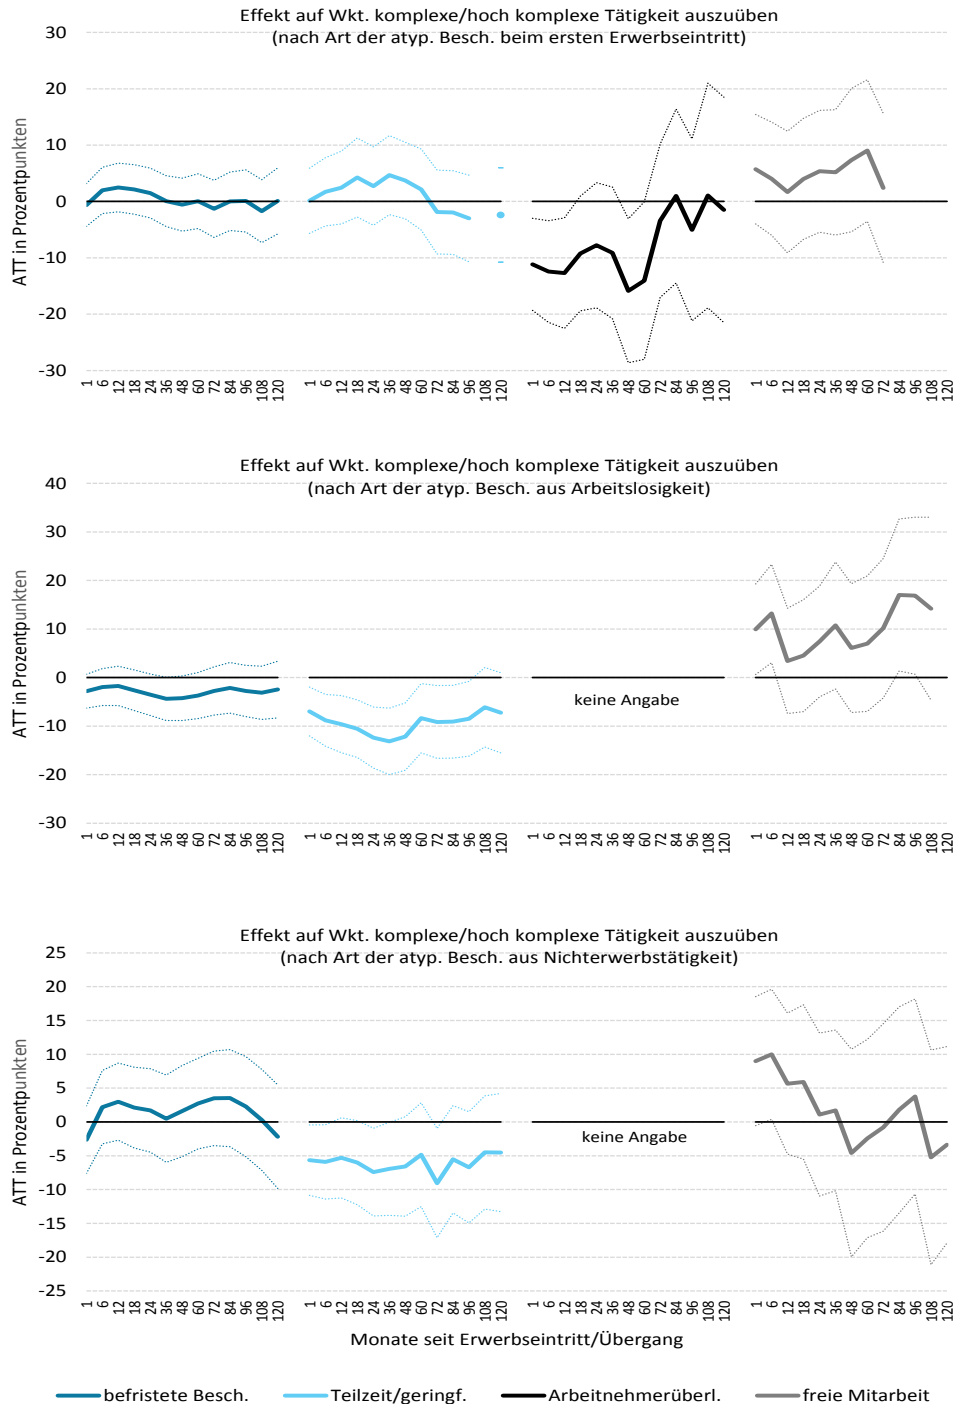 Effekt auf Wkt. komplexe/hoch komplexe Tätigkeit auszuüben
(nach Art der atyp. Besch. beim ersten Erwerbseintritt)
ATT in Prozentpunkten
30
20
10
0
-10
-20
-30
1 6 12 18 24 36 48 60 72 84 96 108 120
1 6 12 18 24 36 48 60 72 84 96 108 120
1 6 12 18 24 36 48 60 72 84 96 108 120
1 6 12 18 24 36 48 60 72 84 96 108 120
Effekt auf Wkt. komplexe/hoch komplexe Tätigkeit auszuüben
(nach Art der atyp. Besch. aus Arbeitslosigkeit)
ATT in Prozentpunkten
40
30
20
10
0
-10
-20
-30
keine Angabe
1 6 12 18 24 36 48 60 72 84 96 108 120
1 6 12 18 24 36 48 60 72 84 96 108 120
1 6 12 18 24 36 48 60 72 84 96 108 120
1 6 12 18 24 36 48 60 72 84 96 108 120
Effekt auf Wkt. komplexe/hoch komplexe Tätigkeit auszuüben
(nach Art der atyp. Besch. aus Nichterwerbstätigkeit)
ATT in Prozentpunkten
25
20
15
10
5
0
-5
-10
-15
-20
-25
keine Angabe
1 6 12 18 24 36 48 60 72 84 96 108 120
1 6 12 18 24 36 48 60 72 84 96 108 120
1 6 12 18 24 36 48 60 72 84 96 108 120
1 6 12 18 24 36 48 60 72 84 96 108 120
Monate seit Erwerbseintritt/Übergang
befristete Besch. Teilzeit/geringf. Arbeitnehmerüberl. freie Mitarbeit